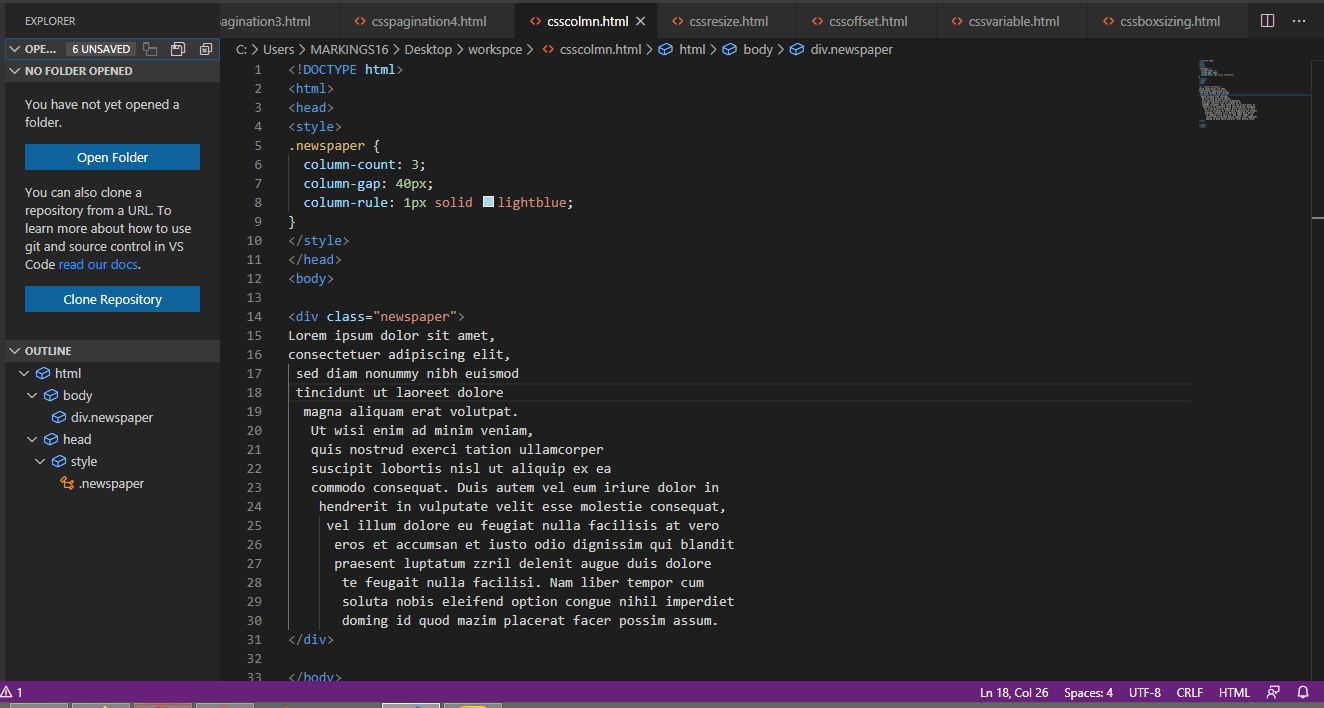 EXPLORER
pagination3.html
csspagination4.html
csscolmn.html
cssresize.html
cssoffset.html
cssvariable.html
cssboxsizing.html
OPE... 6 UNSAVED
C: > Users > MARKINGS16 > Desktop > workspce > csscolmn.html > html > body > div.newspaper
NO FOLDER OPENED
You have not yet opened a
folder.
Open Folder
You can also clone a
repository from a URL. To
learn more about how to use
git and source control in VS
Code read our docs.
Clone Repository
OUTLINE
html
body
div.newspaper
head
style
.newspaper
1 <!DOCTYPE html>
2 <html>
3 <head>
4 <style>
5 .newspaper {
6 column-count: 3;
7 column-gap: 40px;
8 column-rule: 1px solid lightblue;
9 }
10 </style>
11 </head>
12 <body>
13
14 <div class="newspaper">
15 Lorem ipsum dolor sit amet,
16 consectetuer adipiscing elit,
17 sed diam nonummy nibh euismod
18 tincidunt ut laoreet dolore
19 magna aliquam erat volutpat.
20 Ut wisi enim ad minim veniam,
21 quis nostrud exerci tation ullamcorper
22 suscipit lobortis nisl ut aliquip ex ea
23 commodo consequat. Duis autem vel eum iriure dolor in
24 hendrerit in vulputate velit esse molestie consequat,
25 vel illum dolore eu feugiat nulla facilisis at vero
26 eros et accumsan et iusto odio dignissim qui blandit
27 praesent luptatum zzril delenit augue duis dolore
28 te feugait nulla facilisi. Nam liber tempor cum
29 soluta nobis eleifend option congue nihil imperdiet
30 doming id quod mazim placerat facer possim assum.
31 </div>
32
33 </body>
1
Ln 18, Col 26
Spaces: 4
UTF-8
CRLF
HTML